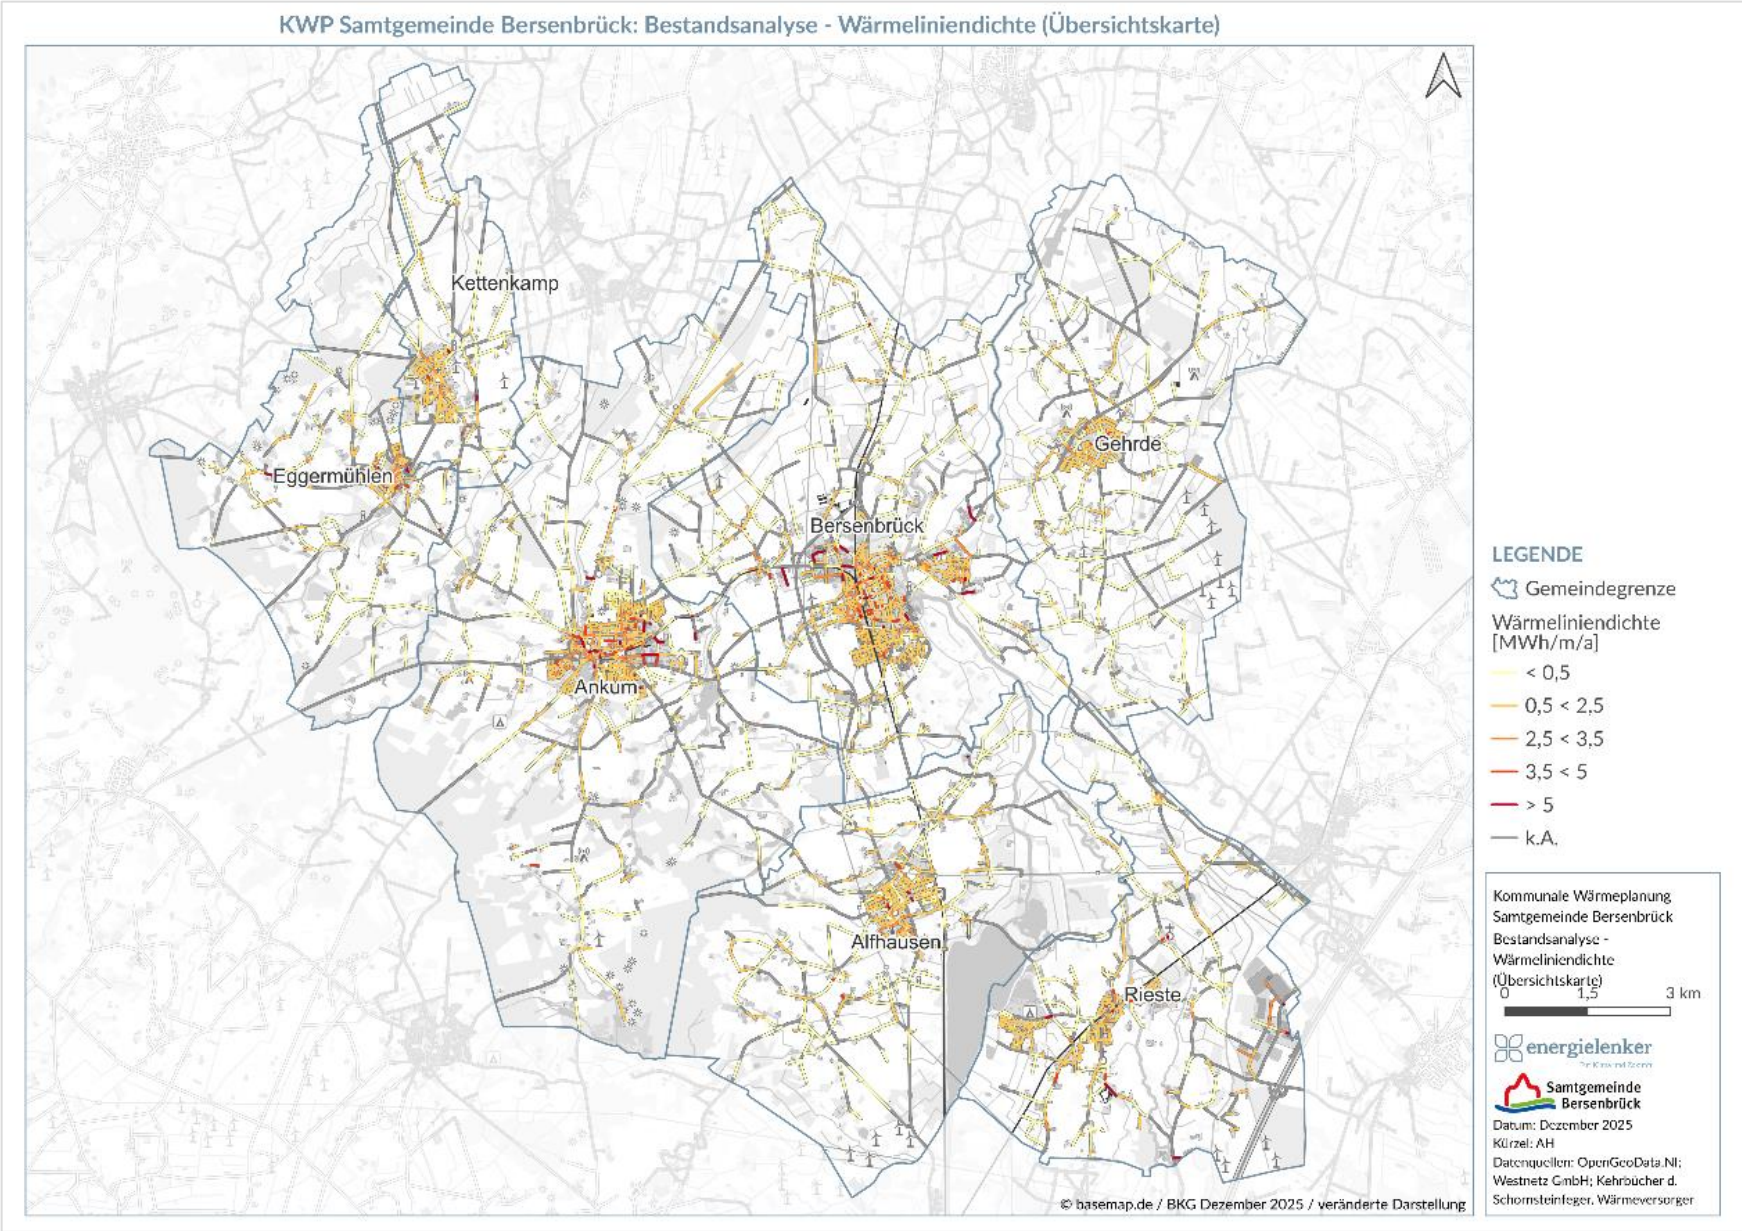 KWP Samtgemeinde Bersenbrück: Bestandsanalyse - Wärmeliniendichte (Übersichtskarte)
Kettenkamp
Gehrde
Eggermühlen
Bersenbrück
Ankum
Alfhausen
Rieste
© basemap.de / BKG Dezember 2025 / veränderte Darstellung
LEGENDE
Gemeindegrenze
Wärmeliniendichte
[MWh/m/a]
< 0,5
0,5 < 2,5
2,5 < 3,5
3,5 < 5
> 5
k.A.
Kommunale Wärmeplanung
Samtgemeinde Bersenbrück
Bestandsanalyse -
Wärmeliniendichte
(Übersichtskarte)
0 1,5 3 km
energielenker
Samtgemeinde
Bersenbrück
Datum: Dezember 2025
Kürzel: AH
Datenquellen: OpenGeoData.NI;
Westnetz GmbH; Kehrbücher d.
Schornsteinfeger, Wärmeversorger